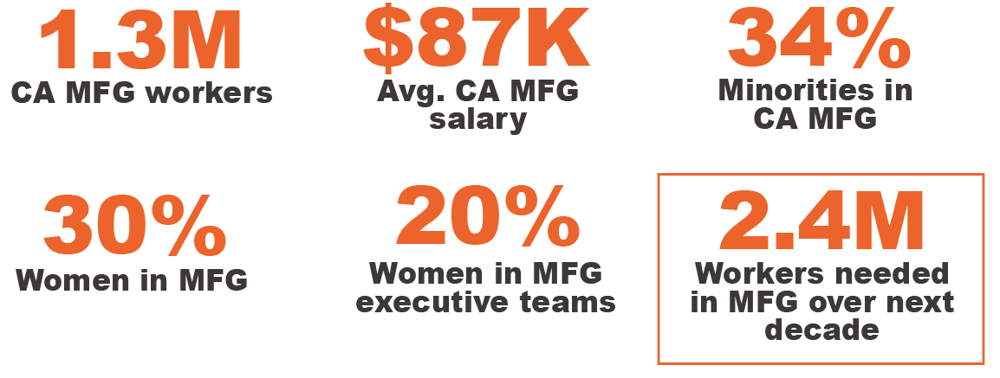 1.3M
CA MFG workers
$87K
Avg. CA MFG
salary
34%
Minorities in
CA MFG
30%
Women in MFG
20%
Women in MFG
executive teams
2.4M
Workers needed
in MFG over next
decade